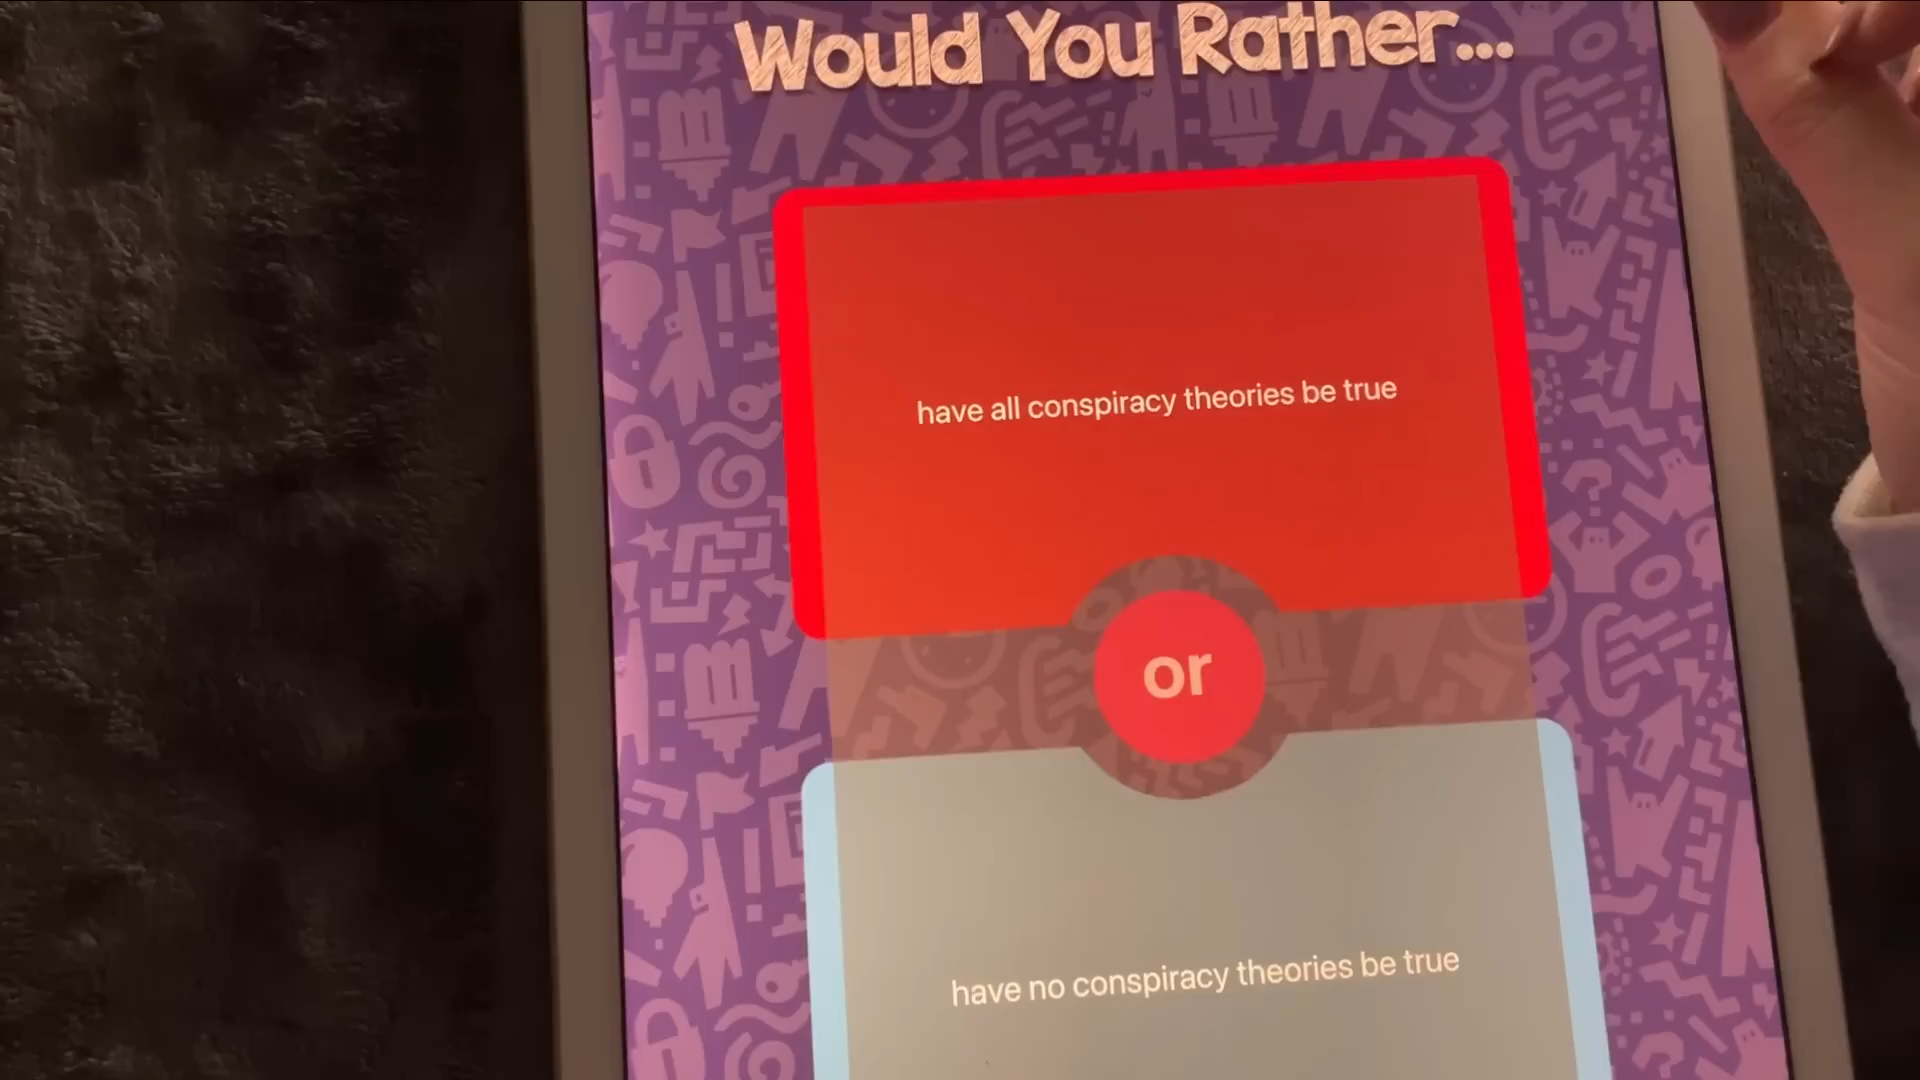 Would You Rather...
have all conspiracy theories be true
or
have no conspiracy theories be true